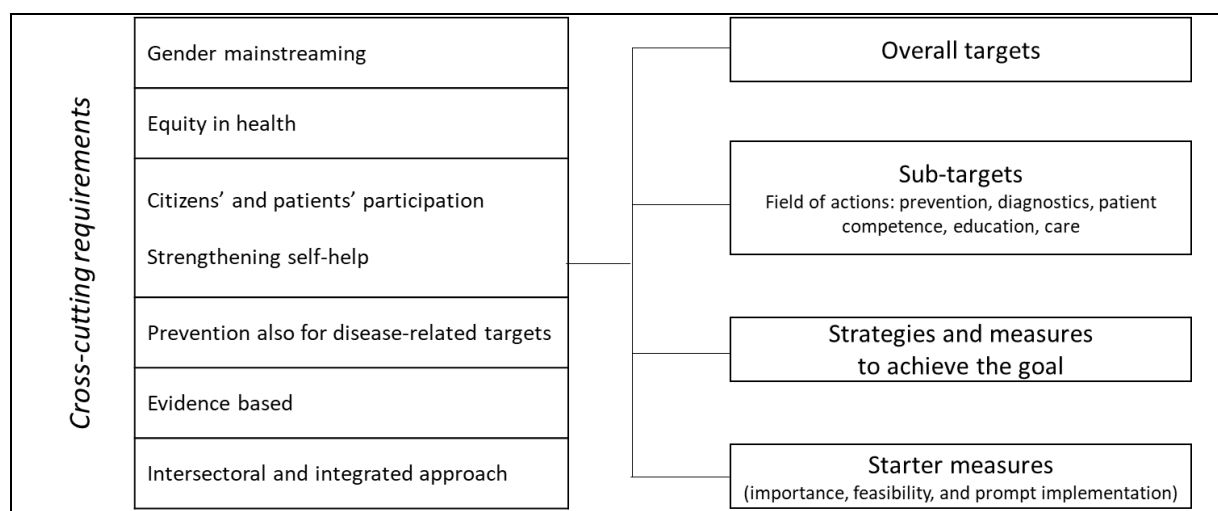 Cross-cutting requirements
Gender mainstreaming
Equity in health
Citizens’ and patients’ participation
Strengthening self-help
Prevention also for disease-related targets
Evidence based
Intersectoral and integrated approach
Overall targets
Sub-targets
Field of actions: prevention, diagnostics, patient
competence, education, care
Strategies and measures
to achieve the goal
Starter measures
(importance, feasibility, and prompt implementation)